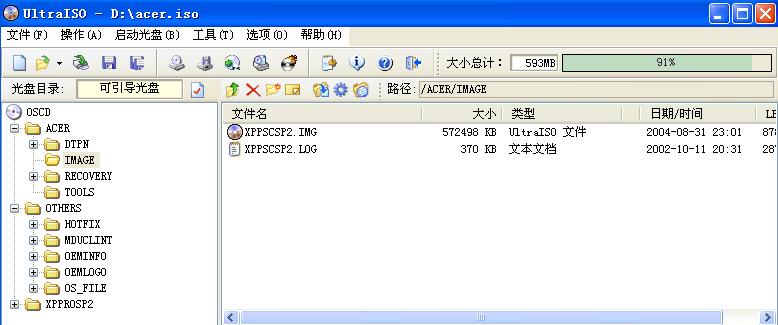 UltraISO - D:\acer.iso
文件(F) 操作(A) 启动光盘(B) 工具(T) 选项(O) 帮助(H)
大小总计: 593MB 91%
光盘目录: 可引导光盘 路径: /ACER/IMAGE
文件名 大小 类型 日期/时间
XPPSCSP2.IMG 572498 KB UltraISO 文件 2004-08-31 23:01
XPPSCSP2.LOG 370 KB 文本文档 2002-10-11 20:31
OSCD
ACER
DTPN
IMAGE
RECOVERY
TOOLS
OTHERS
HOTFIX
MDUCLINT
OEMINFO
OEMLOGO
OS_FILE
XPPROSP2